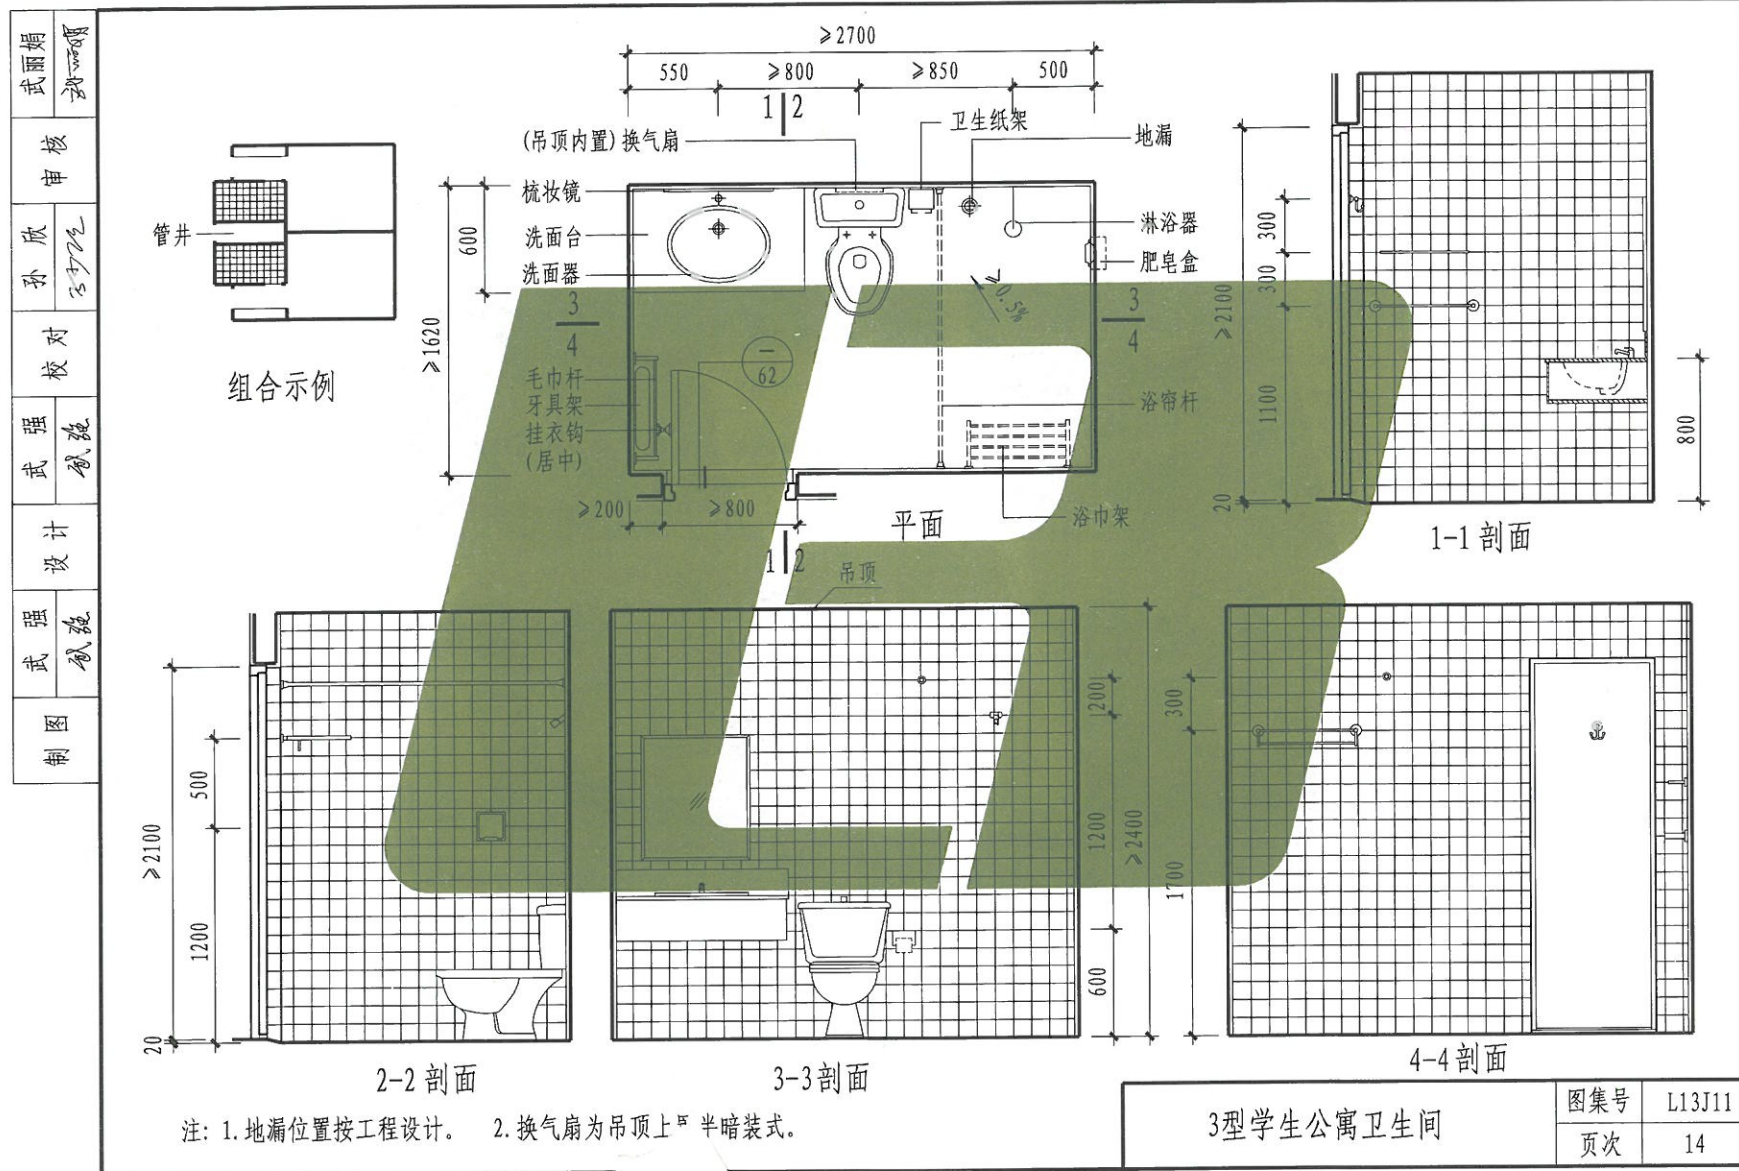 ≥2700
550 ≥800 ≥850 500
1 2
(吊顶内置)换气扇
卫生纸架
地漏
梳妆镜
洗面台
洗面器
淋浴器
肥皂盒
600
≥1620
3
4
3
4
0.5%
毛巾杆
牙具架
挂衣钩
(居中)
一
62
浴帘杆
浴巾架
≥200 ≥800
平面
1 2
管井
组合示例
300
300
≥2100
1100
20
800
1-1 剖面
500
≥2100
1200
20
2-2 剖面
吊顶
200
1200
≥2400
600
3-3剖面
300
1700
4-4剖面
注: 1.地漏位置按工程设计。 2.换气扇为吊顶上 半暗装式。
3型学生公寓卫生间
图集号 L13J11
页次 14
武丽娟
审核
孙欣
校对
武强
设计
武强
制图